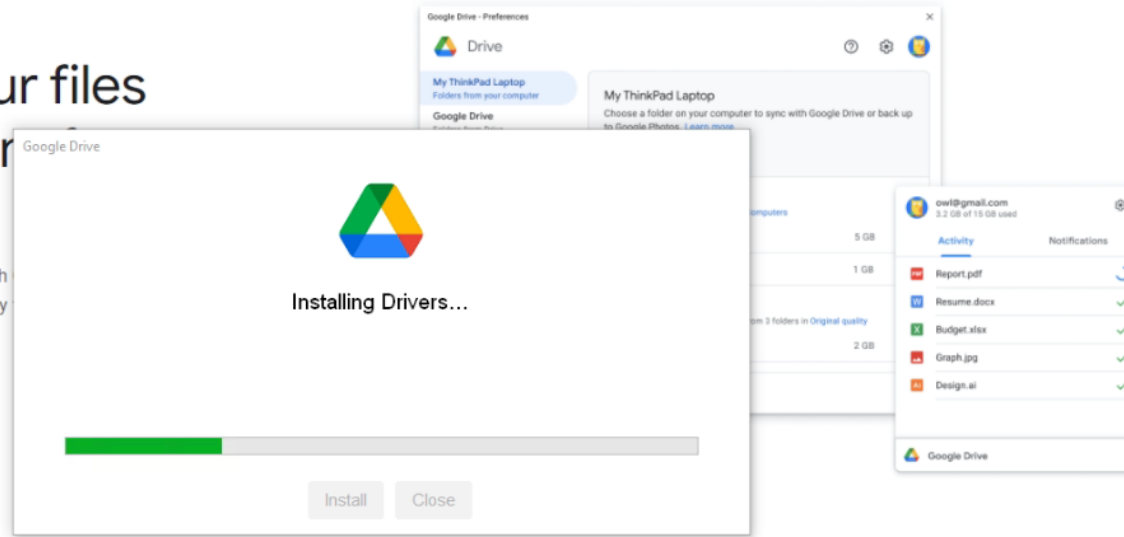 ur files
Google Drive - Preferences
Drive
My ThinkPad Laptop
Folders from your computer
Google Drive
My ThinkPad Laptop
Choose a folder on your computer to sync with Google Drive or back up
to Google Photos. Learn more
Google Drive
Installing Drivers...
Install
Close
omputers
5 GB
1 GB
om 3 folders in Original quality
2 GB
owl@gmail.com
3.2 GB of 15 GB used
Activity
Notifications
PDF
Report.pdf
W
Resume.docx
X
Budget.xlsx
Graph.jpg
Ai
Design.ai
Google Drive